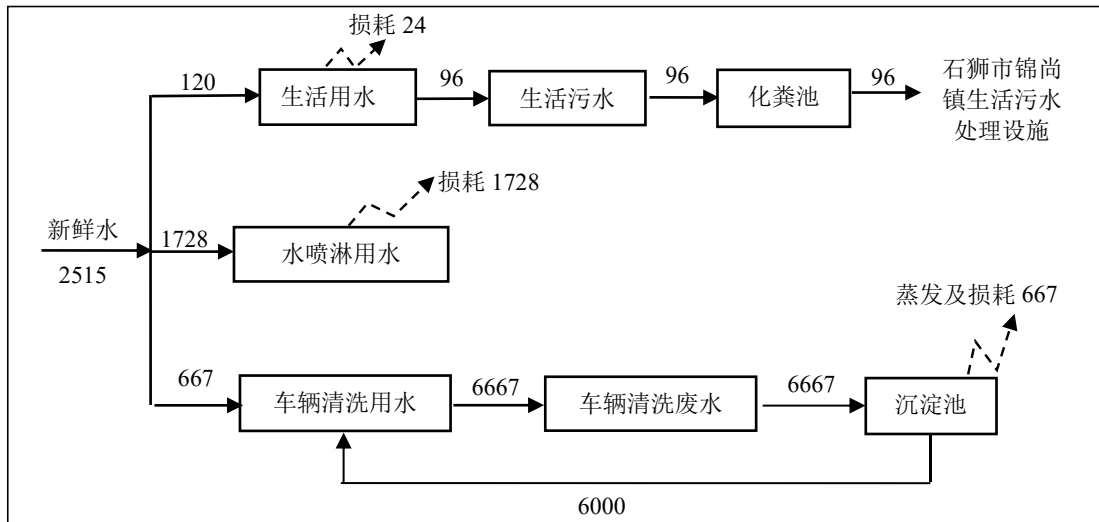 损耗 24
120
生活用水
96
生活污水
96
化粪池
96
石狮市锦尚
镇生活污水
处理设施
损耗 1728
新鲜水
2515
1728
水喷淋用水
蒸发及损耗 667
667
车辆清洗用水
6667
车辆清洗废水
6667
沉淀池
6000